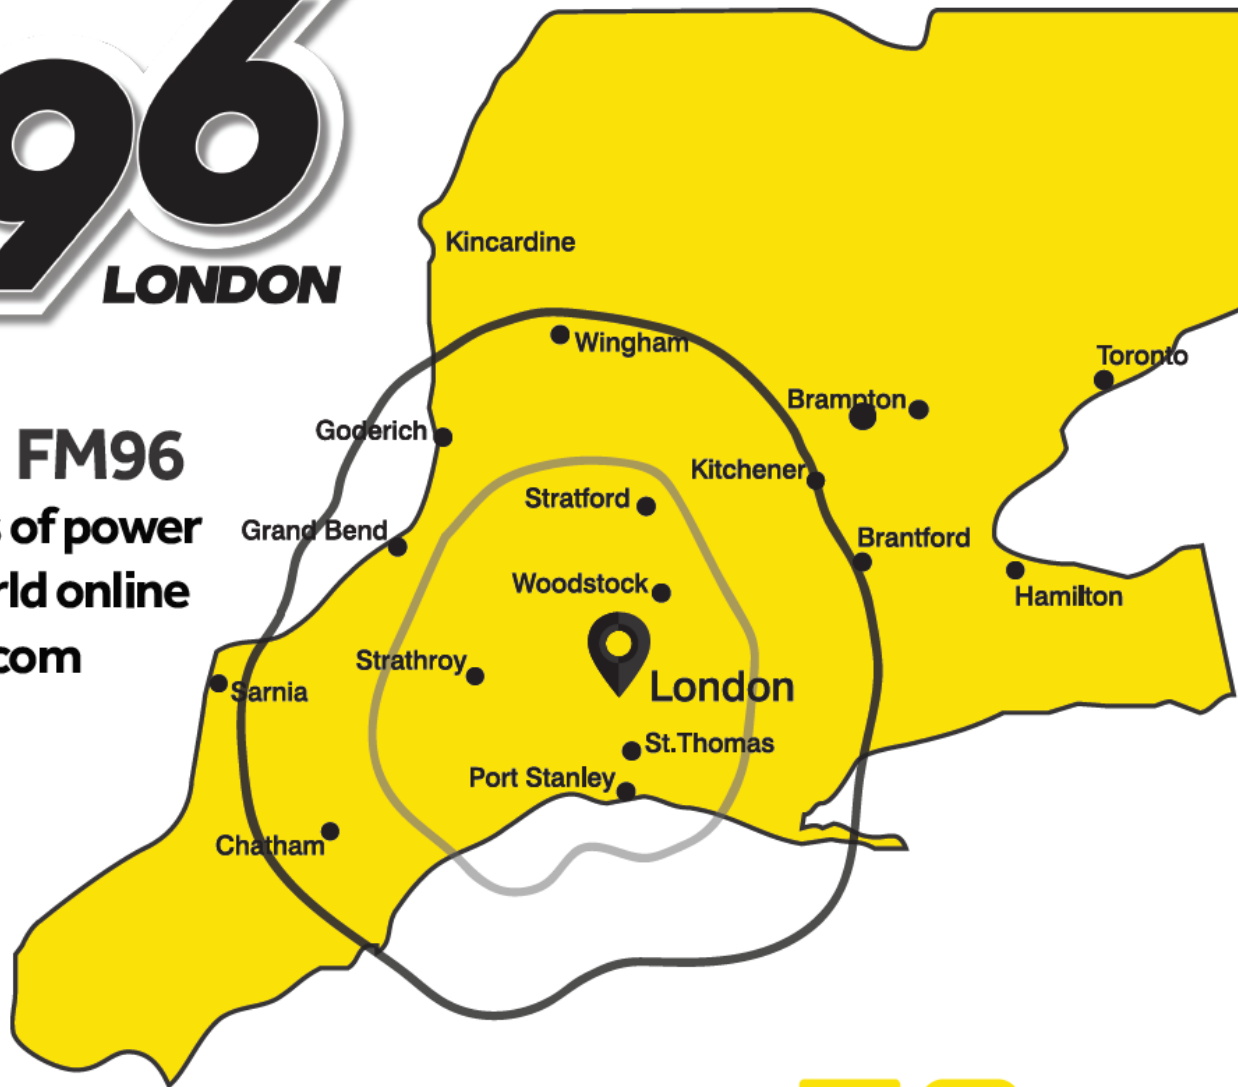 96
LONDON
FM96
s of power
rld online
com
Kincardine
Wingham
Toronto
Brampton
Goderich
Kitchener
Stratford
Grand Bend
Brantford
Woodstock
Hamilton
Strathroy
London
Sarnia
St.Thomas
Port Stanley
Chatham